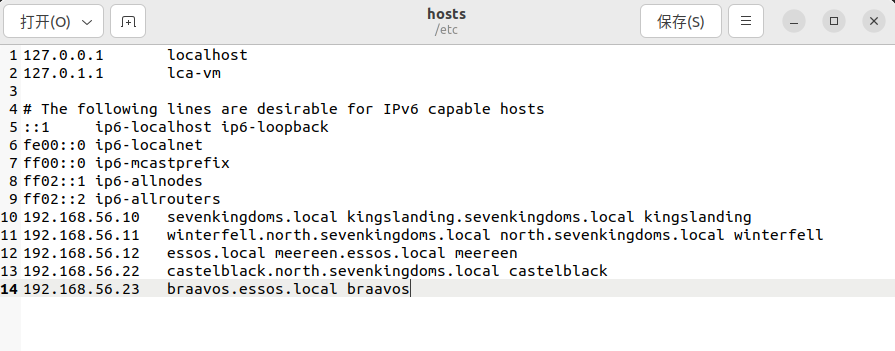 打开(O)
hosts
/etc
保存(S)
1 127.0.0.1 localhost
2 127.0.1.1 lca-vm
3
4 # The following lines are desirable for IPv6 capable hosts
5 ::1 ip6-localhost ip6-loopback
6 fe00::0 ip6-localnet
7 ff00::0 ip6-mcastprefix
8 ff02::1 ip6-allnodes
9 ff02::2 ip6-allrouters
10 192.168.56.10 sevenkingdoms.local kingslanding.sevenkingdoms.local kingslanding
11 192.168.56.11 winterfell.north.sevenkingdoms.local north.sevenkingdoms.local winterfell
12 192.168.56.12 essos.local meereen.essos.local meereen
13 192.168.56.22 castelblack.north.sevenkingdoms.local castelblack
14 192.168.56.23 braavos.essos.local braavos